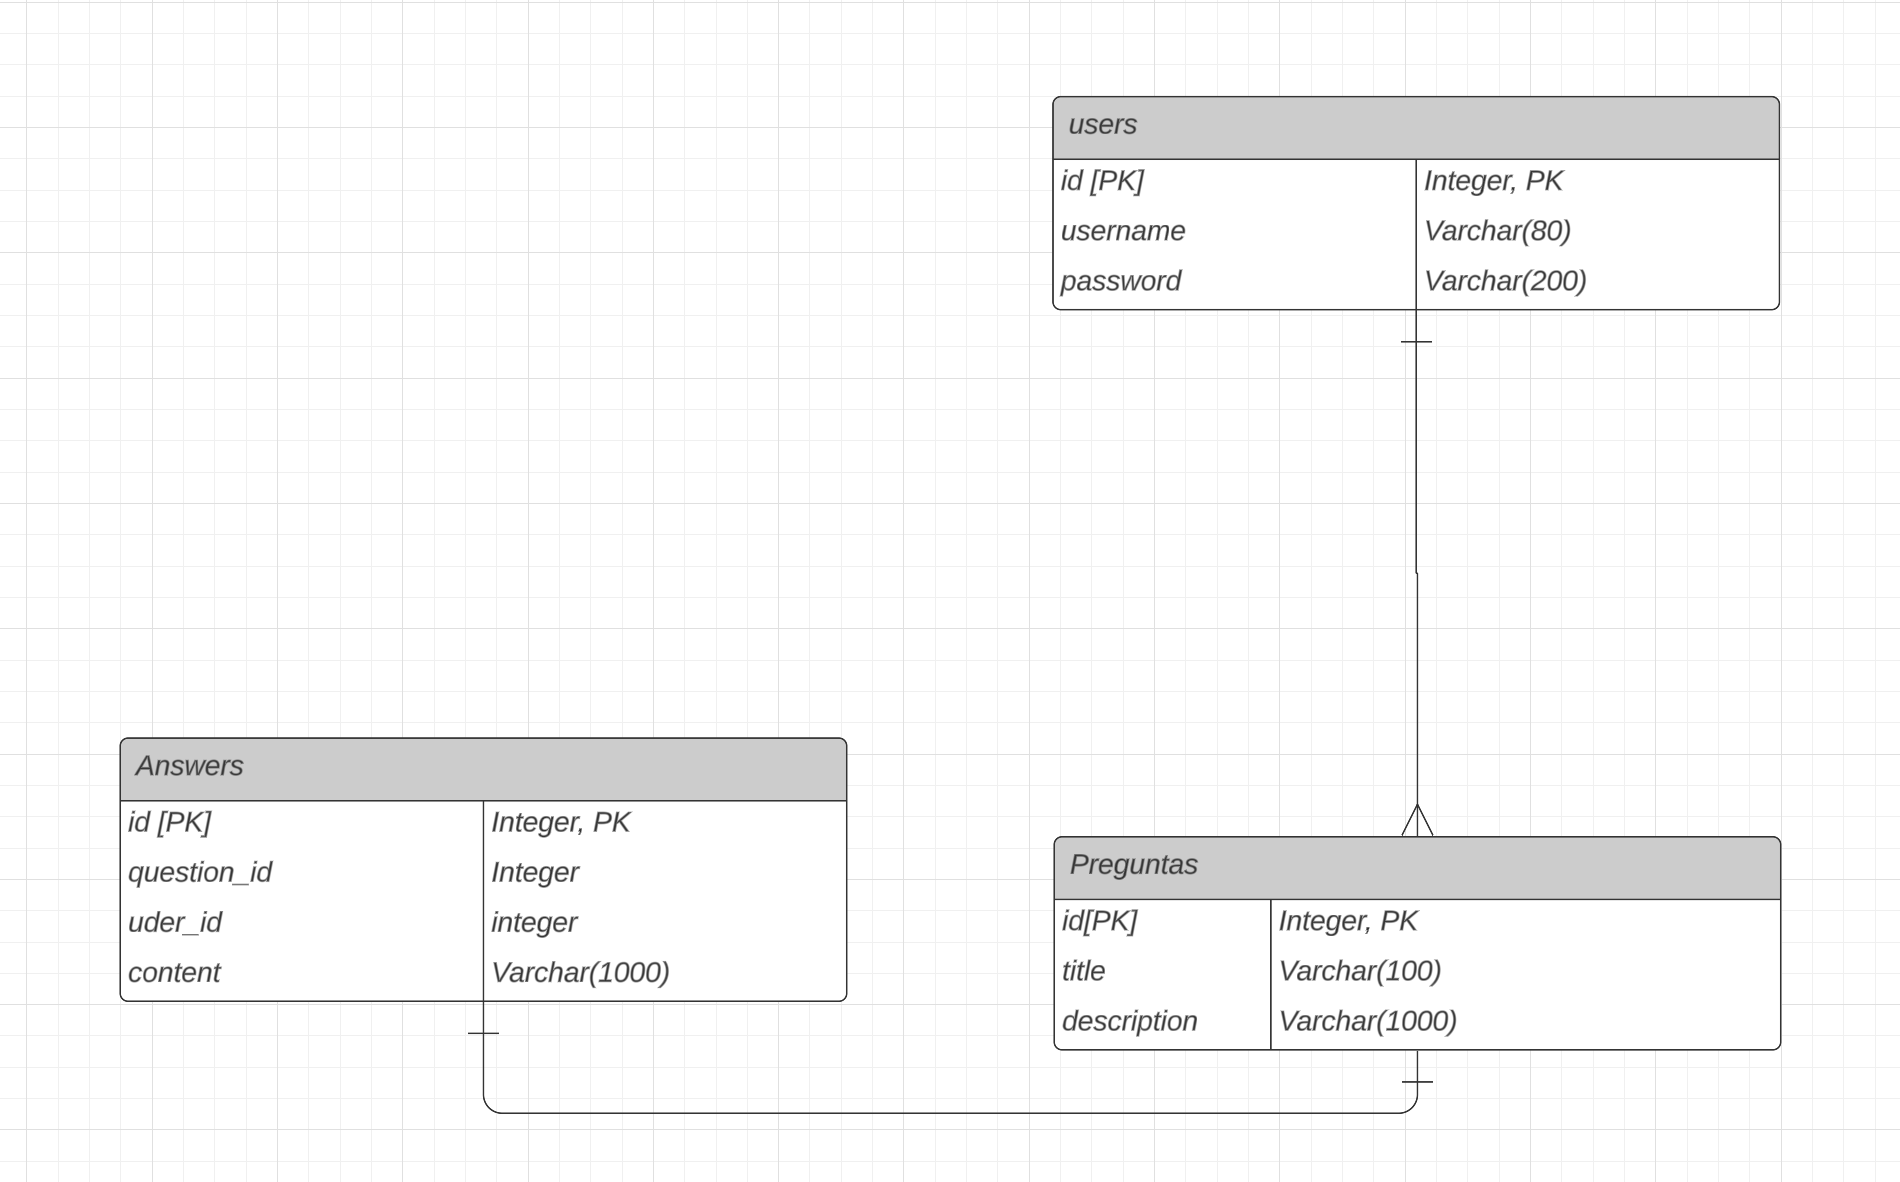 users
id [PK] Integer, PK
username Varchar(80)
password Varchar(200)
Answers
id [PK] Integer, PK
question_id Integer
uder_id integer
content Varchar(1000)
Preguntas
id[PK] Integer, PK
title Varchar(100)
description Varchar(1000)